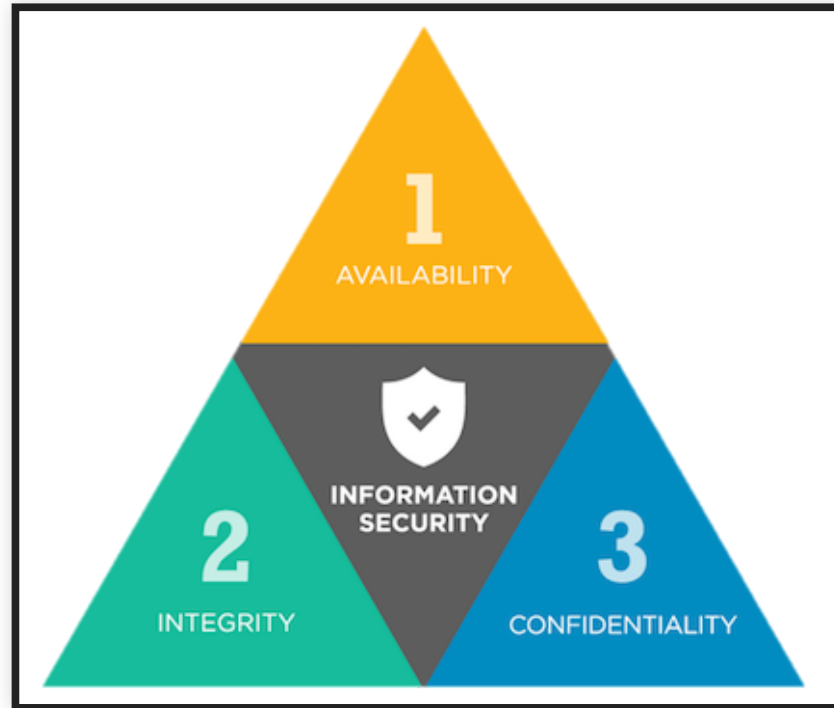 1
AVAILABILITY
INFORMATION
SECURITY
2
INTEGRITY
3
CONFIDENTIALITY